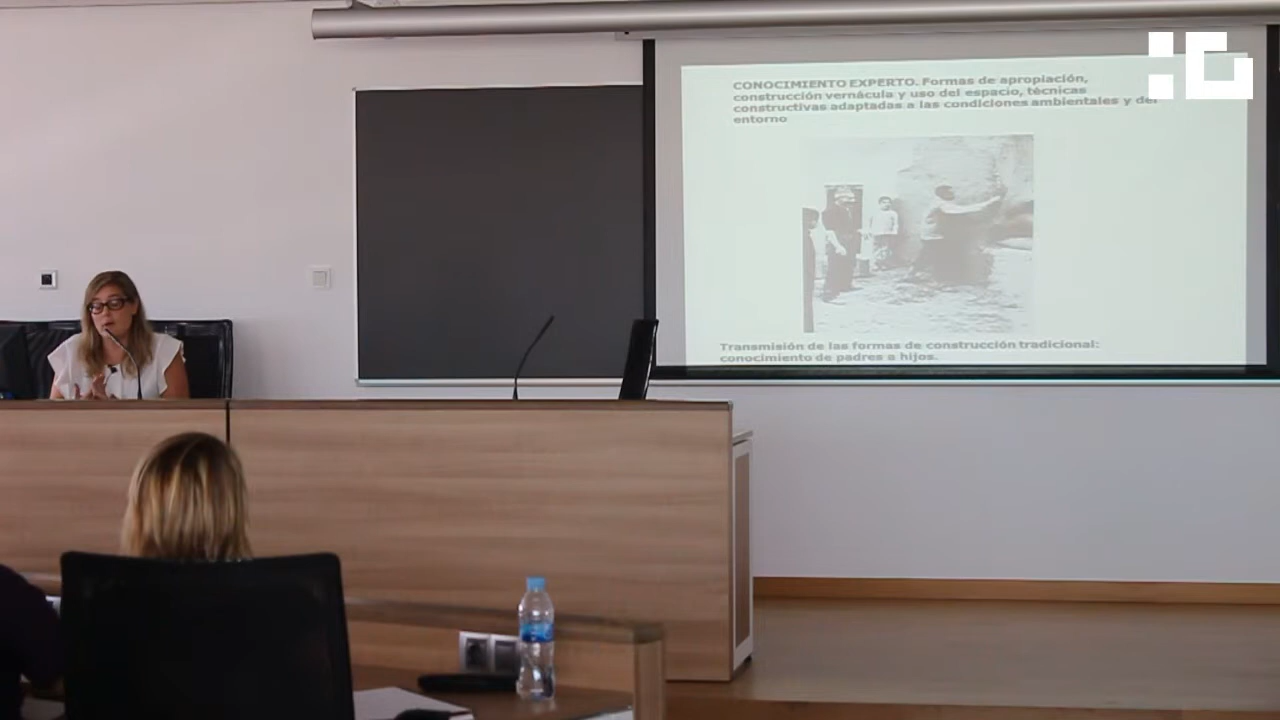 CONOCIMIENTO EXPERTO. Formas de apropiación,
construcción vernácula y uso del espacio, técnicas
constructivas adaptadas a las condiciones ambientales y del
entorno
Transmisión de las formas de construcción tradicional:
conocimiento de padres a hijos.